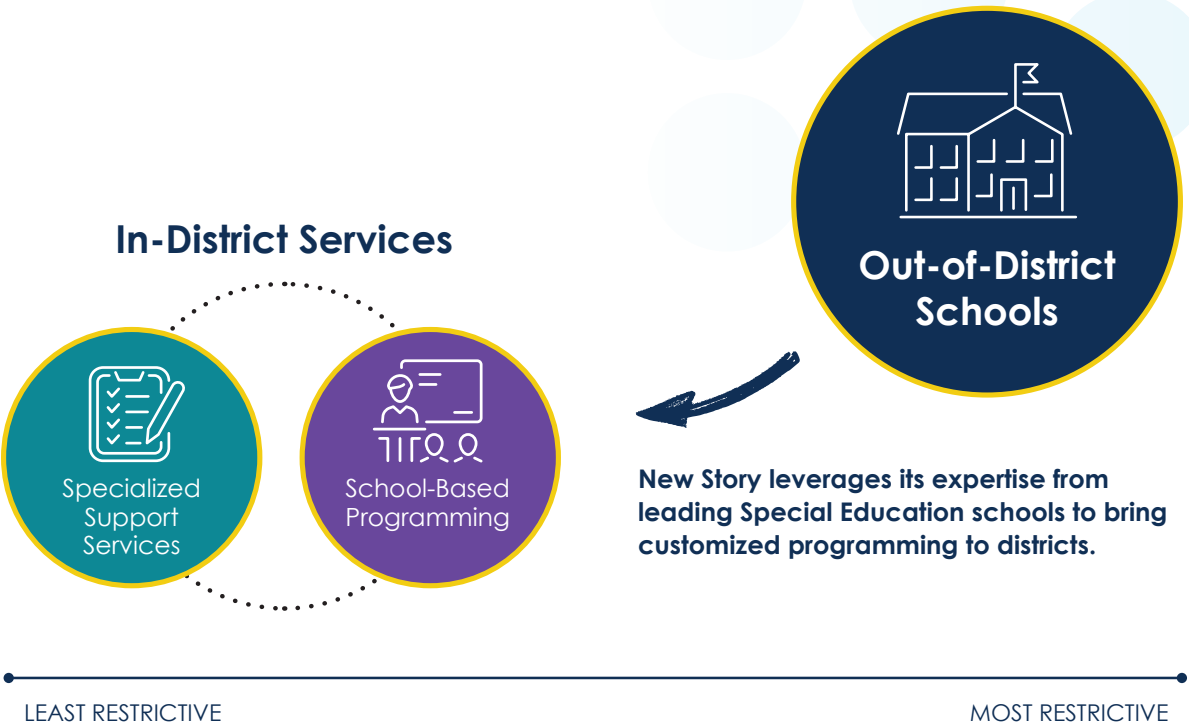 In-District Services
Specialized
Support
Services
School-Based
Programming
Out-of-District
Schools
New Story leverages its expertise from
leading Special Education schools to bring
customized programming to districts.
LEAST RESTRICTIVE
MOST RESTRICTIVE